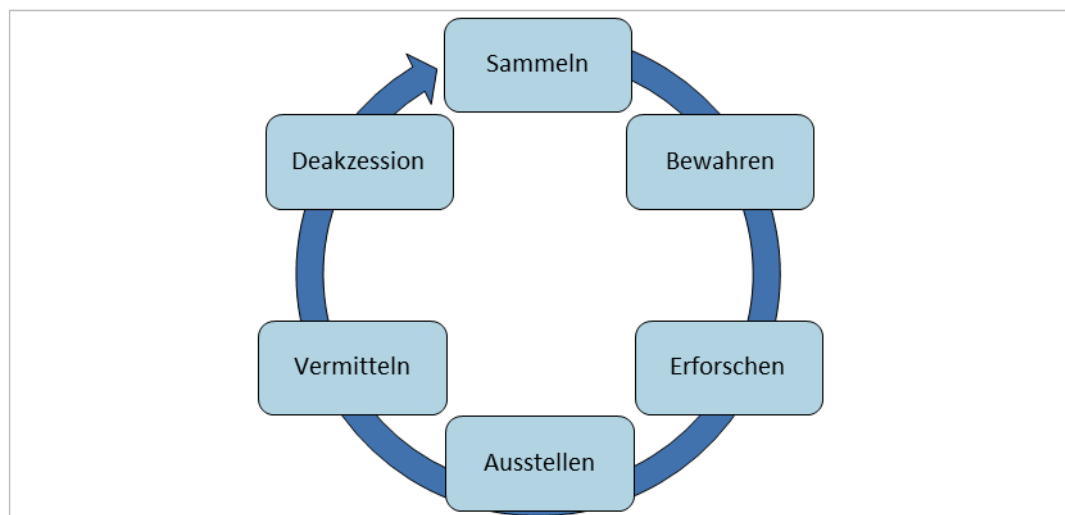 Sammeln
Bewahren
Erforschen
Ausstellen
Vermitteln
Deakzession